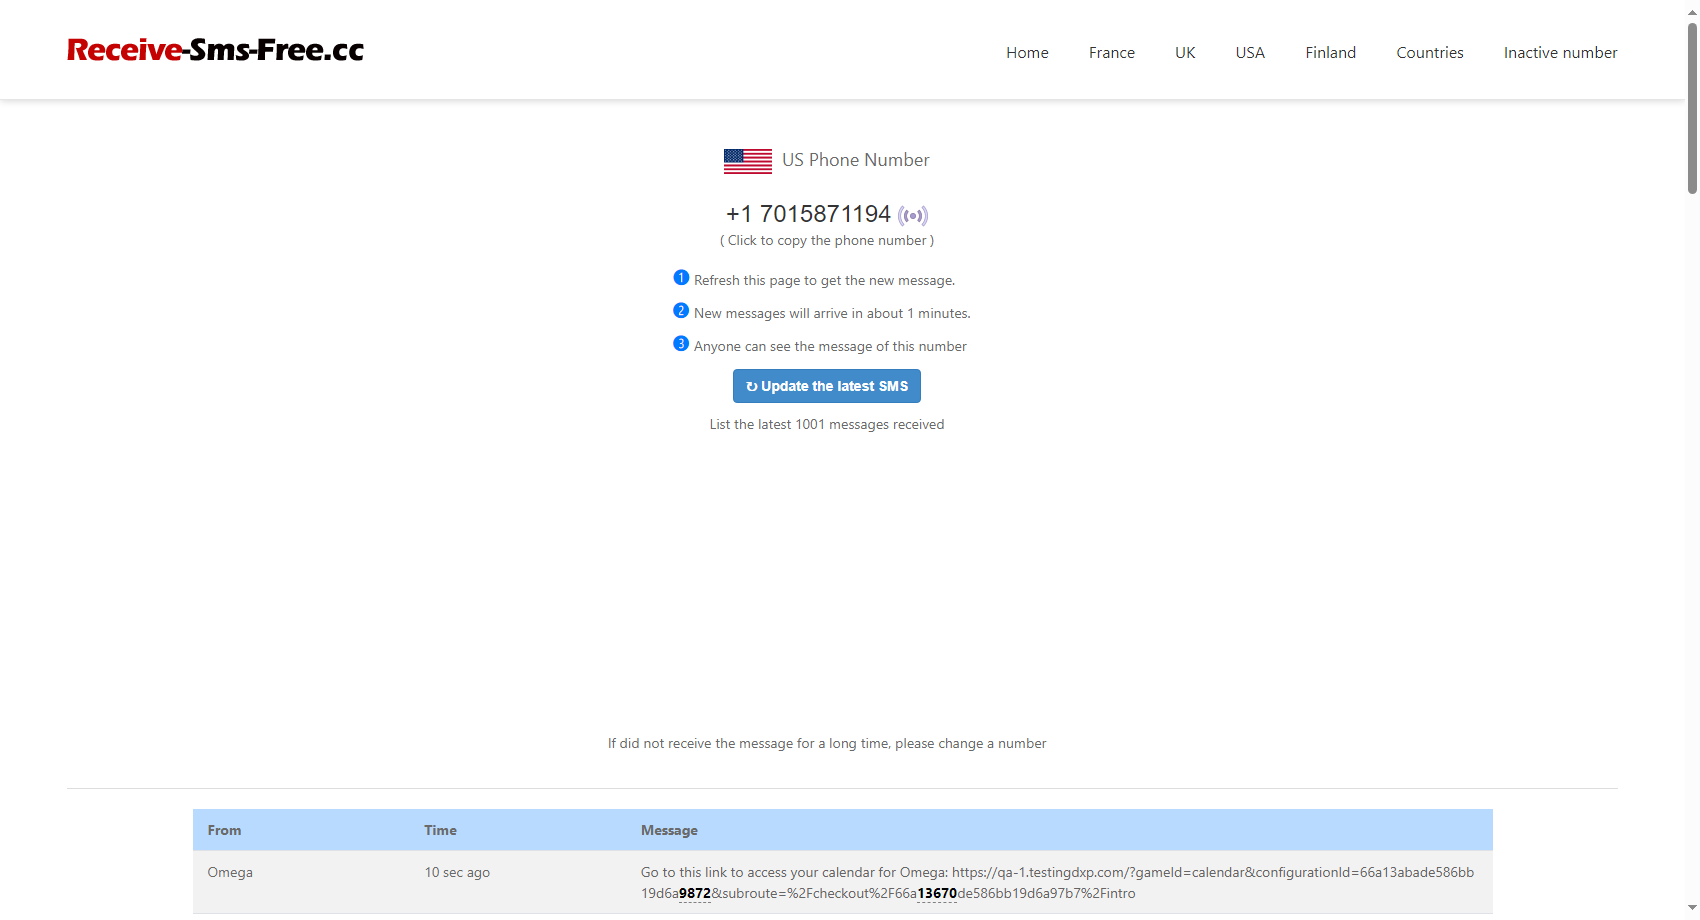 Receive-Sms-Free.cc
Home France UK USA Finland Countries Inactive number
US Phone Number
+1 7015871194
( Click to copy the phone number )
1 Refresh this page to get the new message.
2 New messages will arrive in about 1 minutes.
3 Anyone can see the message of this number
↻ Update the latest SMS
List the latest 1001 messages received
If did not receive the message for a long time, please change a number
From Time Message
Omega 10 sec ago Go to this link to access your calendar for Omega: https://qa-1.testingdxp.com/?gameId=calendar&configurationId=66a13abade586bb
19d6a9872&subroute=%2Fcheckout%2F66a13670de586bb19d6a97b7%2Fintro